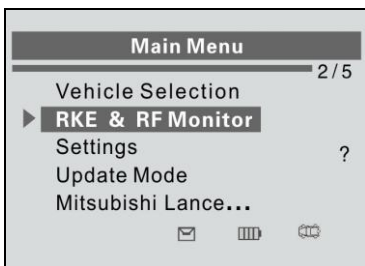 Main Menu
2/5
Vehicle Selection
RKE & RF Monitor
Settings
?
Update Mode
Mitsubishi Lance...